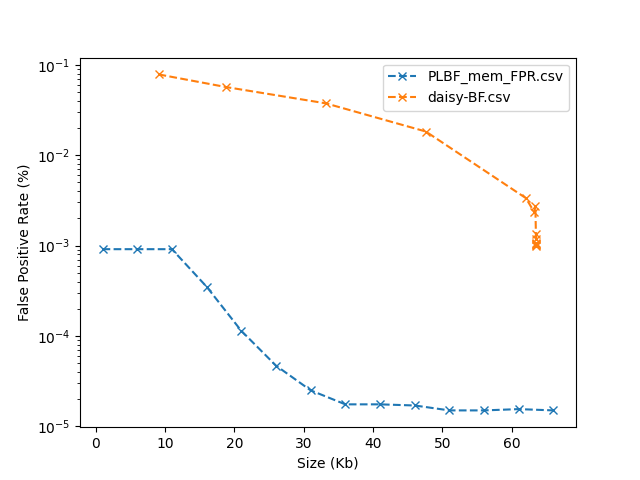 10⁻¹
10⁻²
10⁻³
10⁻⁴
10⁻⁵
False Positive Rate (%)
PLBF_mem_FPR.csv
daisy-BF.csv
0 10 20 30 40 50 60
Size (Kb)